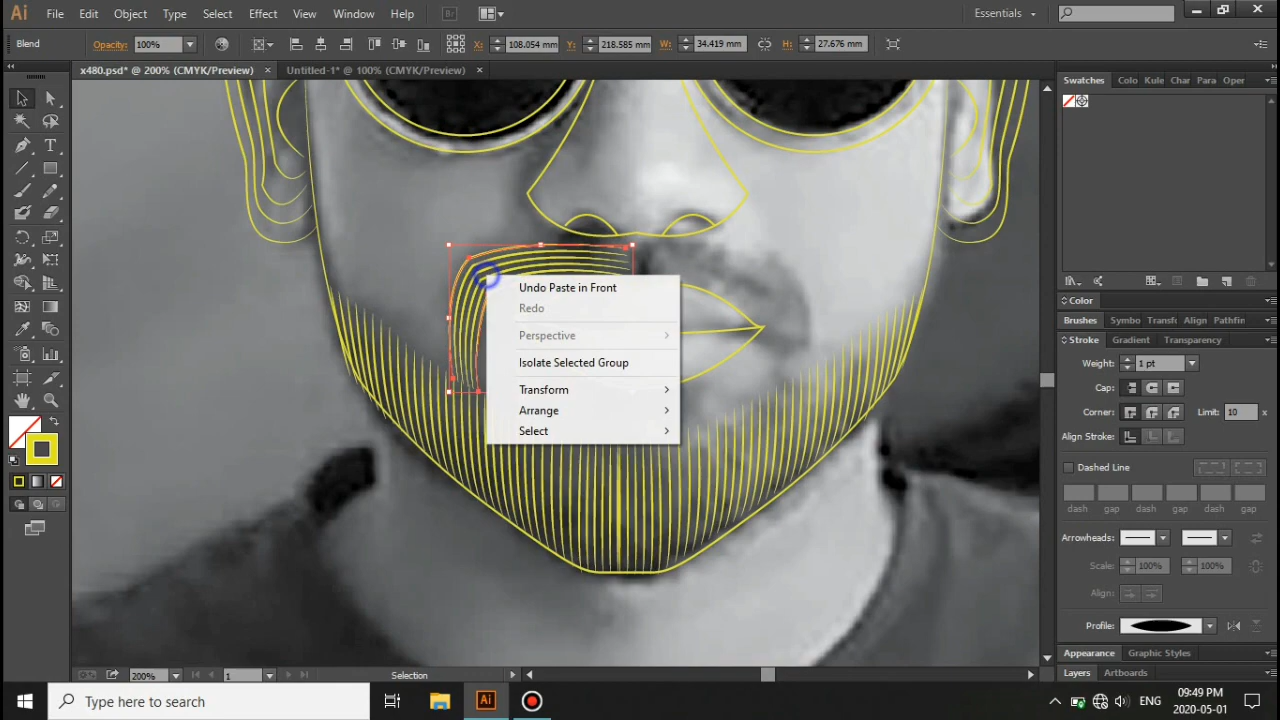 Ai File Edit Object Type Select Effect View Window Help Br Essentials
Blend Opacity: 100% X: 108.054 mm Y: 218.585 mm W: 34.419 mm H: 27.676 mm
x480.psd* @ 200% (CMYK/Preview) × Untitled-1* @ 100% (CMYK/Preview) ×
Swatches Colo Kule Char Para Oper
Undo Paste in Front
Redo
Perspective
Isolate Selected Group
Transform
Arrange
Select
Color
Brushes Symbo Transf Align Pathfin
Stroke Gradient Transparency
Weight: 1 pt
Cap:
Corner: Limit: 10 x
Align Stroke:
Dashed Line
dash gap dash gap dash gap
Arrowheads:
Scale: 100% 100%
Align:
Profile:
Appearance Graphic Styles
Layers Artboards
200% 1 Selection
Type here to search
Ai
ENG
09:49 PM
2020-05-01